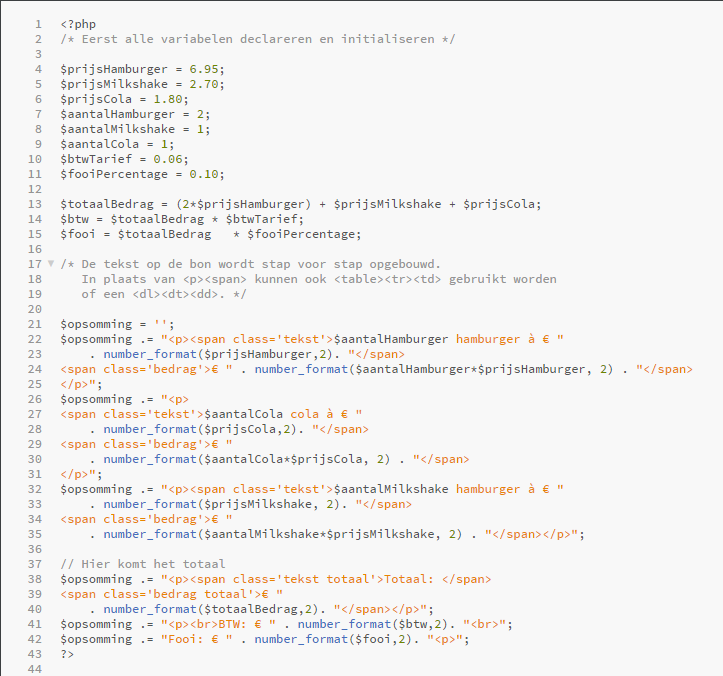 1 <?php
2 /* Eerst alle variabelen declareren en initialiseren */
3
4 $prijsHamburger = 6.95;
5 $prijsMilkshake = 2.70;
6 $prijsCola = 1.80;
7 $aantalHamburger = 2;
8 $aantalMilkshake = 1;
9 $aantalCola = 1;
10 $btwTarief = 0.06;
11 $fooiPercentage = 0.10;
12
13 $totaalBedrag = (2*$prijsHamburger) + $prijsMilkshake + $prijsCola;
14 $btw = $totaalBedrag * $btwTarief;
15 $fooi = $totaalBedrag   * $fooiPercentage;
16
17 /* De tekst op de bon wordt stap voor stap opgebouwd.
18    In plaats van <p><span> kunnen ook <table><tr><td> gebruikt worden
19    of een <dl><dt><dd>. */
20
21 $opsomming = '';
22 $opsomming .= "<p><span class='tekst'>$aantalHamburger hamburger à € "
23     . number_format($prijsHamburger,2). "</span>
24 <span class='bedrag'>€ " . number_format($aantalHamburger*$prijsHamburger, 2) . "</span>
25 </p>";
26 $opsomming .= "<p>
27 <span class='tekst'>$aantalCola cola à € "
28     . number_format($prijsCola,2). "</span>
29 <span class='bedrag'>€ "
30     . number_format($aantalCola*$prijsCola, 2) . "</span>
31 </p>";
32 $opsomming .= "<p><span class='tekst'>$aantalMilkshake hamburger à € "
33     . number_format($prijsMilkshake, 2). "</span>
34 <span class='bedrag'>€ "
35     . number_format($aantalMilkshake*$prijsMilkshake, 2) . "</span></p>";
36
37 // Hier komt het totaal
38 $opsomming .= "<p><span class='tekst totaal'>Totaal: </span>
39 <span class='bedrag totaal'>€ "
40     . number_format($totaalBedrag,2). "</span></p>";
41 $opsomming .= "<p><br>BTW: € " . number_format($btw,2). "<br>";
42 $opsomming .= "Fooi: € " . number_format($fooi,2). "<p>";
43 ?>
44